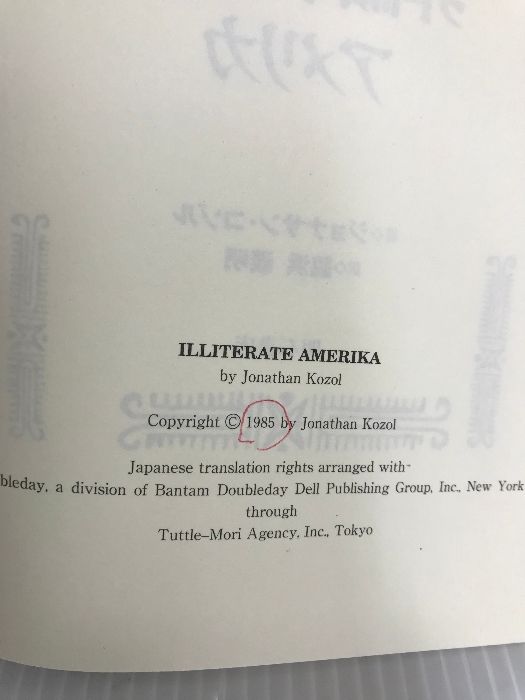 ILLITERATE AMERIKA
by Jonathan Kozol
Copyright © 1985 by Jonathan Kozol
Japanese translation rights arranged with
bleday, a division of Bantam Doubleday Dell Publishing Group, Inc., New York
through
Tuttle–Mori Agency, Inc., Tokyo